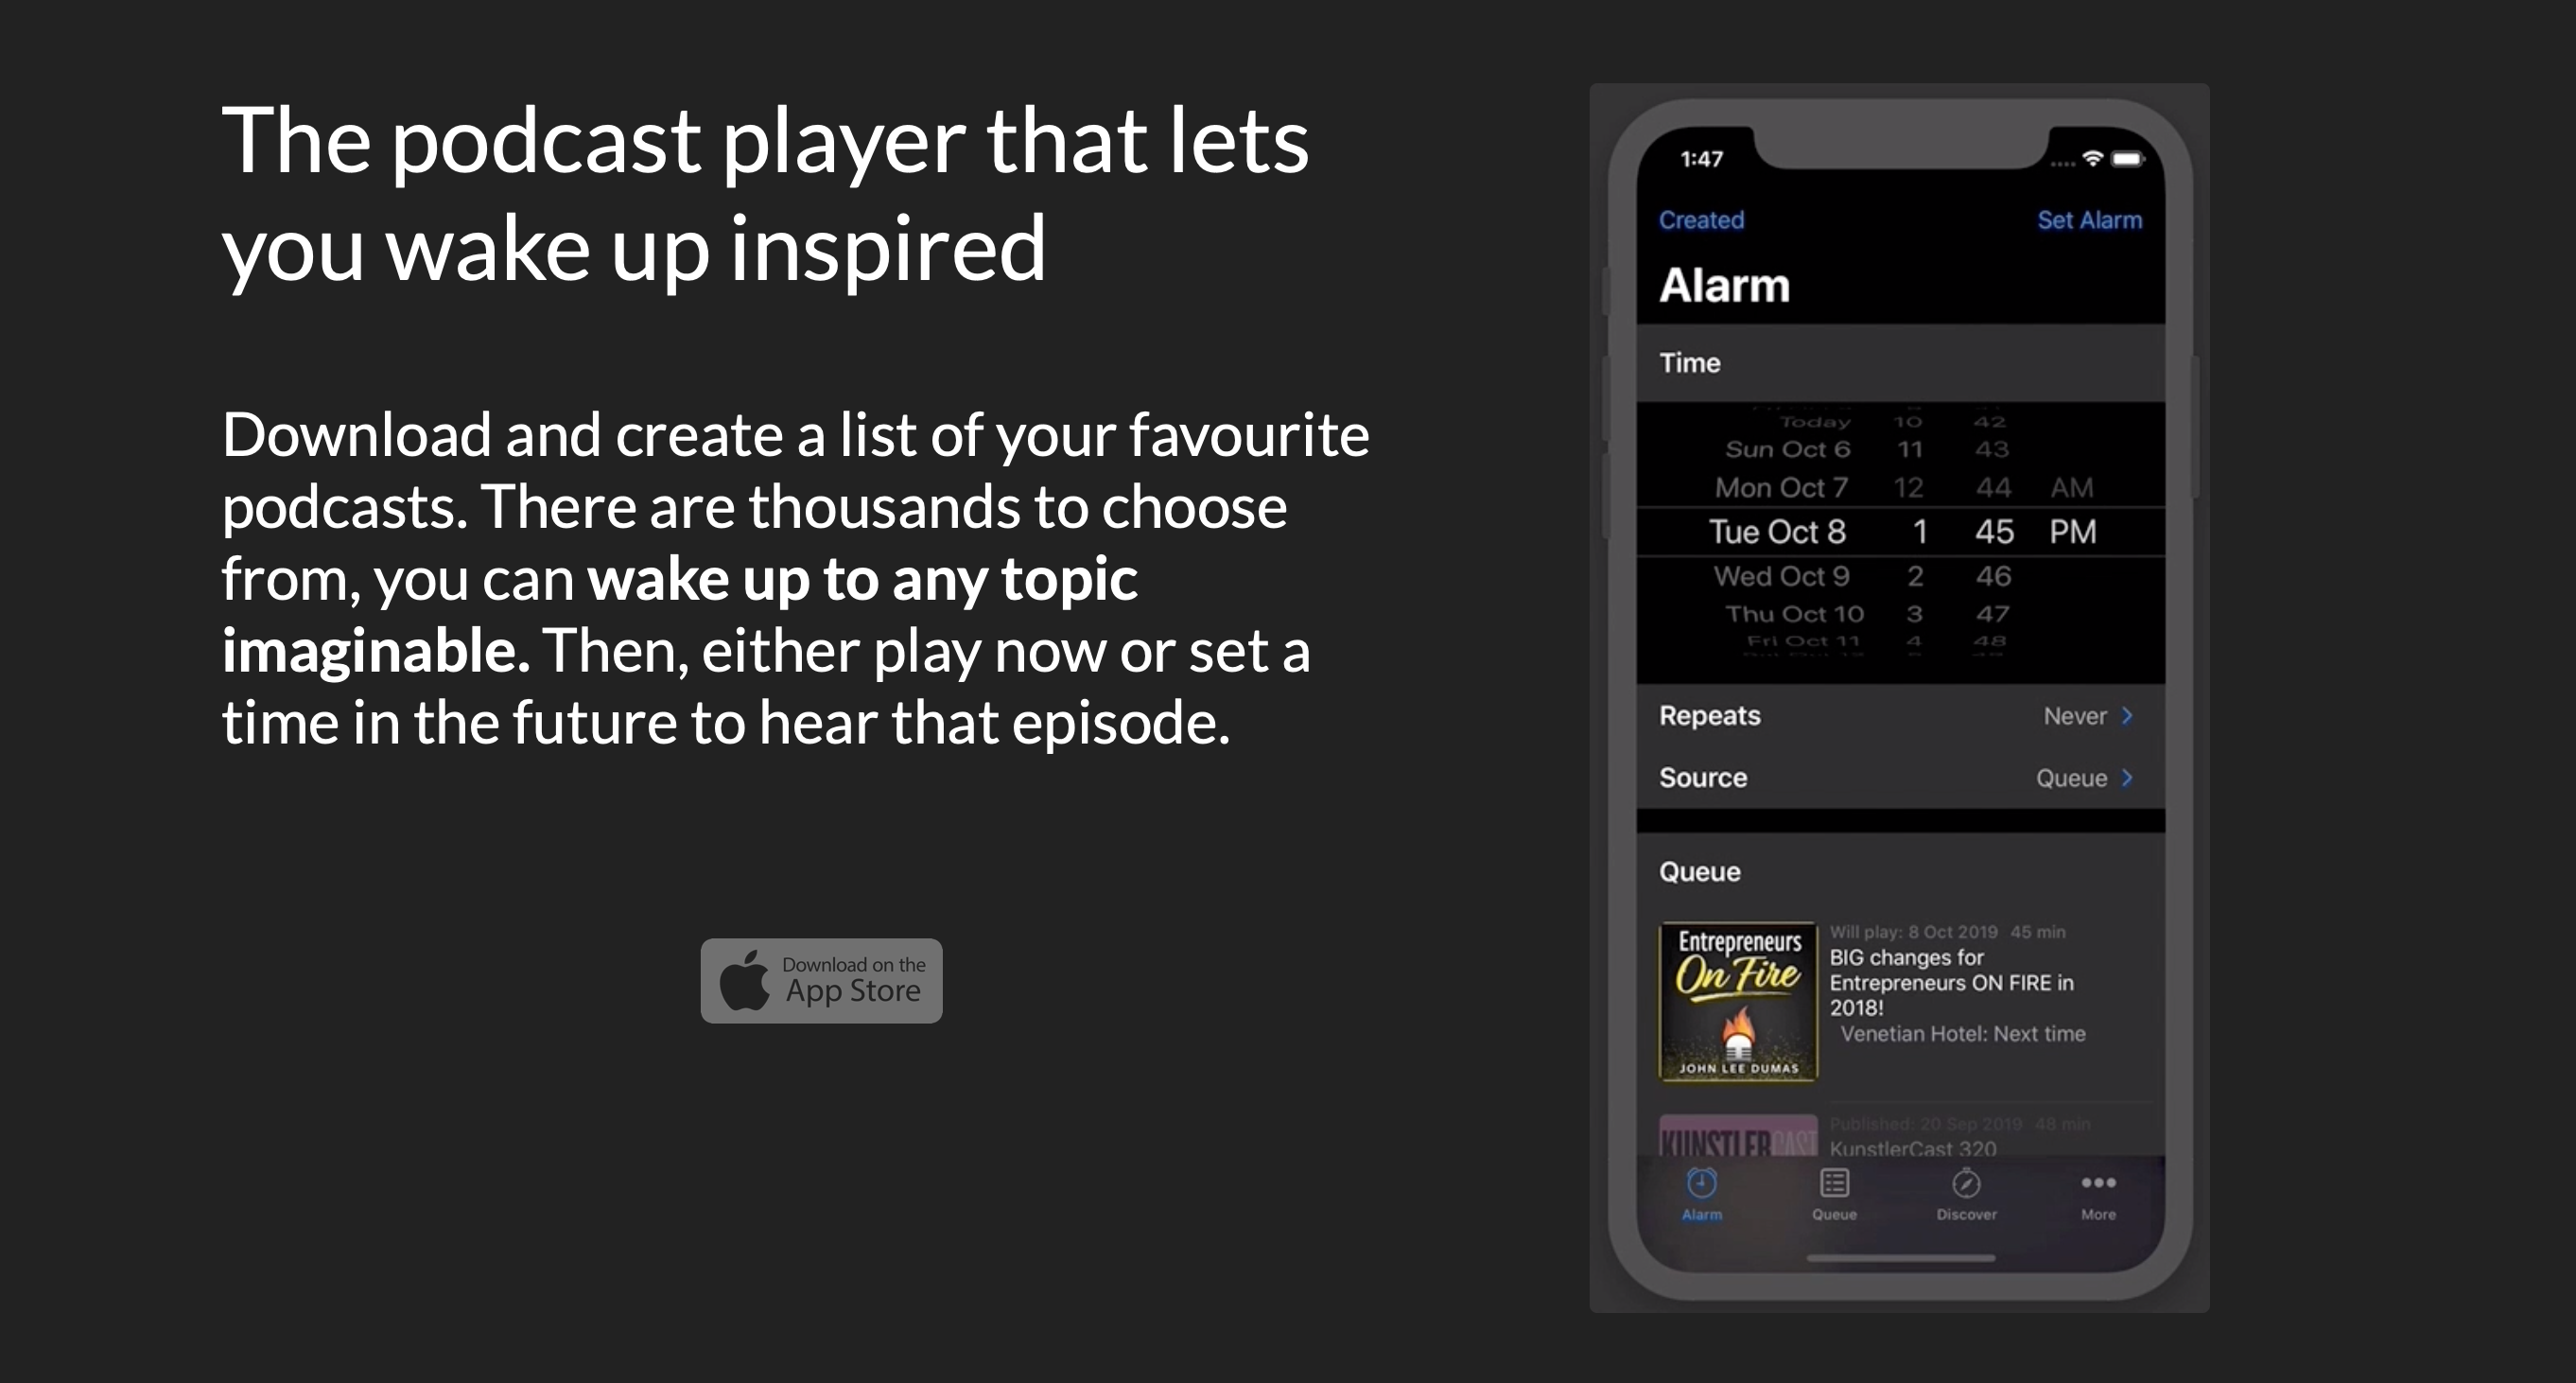 The podcast player that lets
you wake up inspired
Download and create a list of your favourite
podcasts. There are thousands to choose
from, you can wake up to any topic
imaginable. Then, either play now or set a
time in the future to hear that episode.
Download on the
App Store
1:47
Created Set Alarm
Alarm
Time
Today 10 42
Sun Oct 6 11 43
Mon Oct 7 12 44 AM
Tue Oct 8 1 45 PM
Wed Oct 9 2 46
Thu Oct 10 3 47
Fri Oct 11 4 48
Repeats Never
Source Queue
Queue
Entrepreneurs
On Fire
JOHN LEE DUMAS
Will play: 8 Oct 2019 45 min
BIG changes for
Entrepreneurs ON FIRE in
2018!
Venetian Hotel: Next time
KUNSTLERCAST
Published: 20 Sep 2019 48 min
KunstlerCast 320
Alarm Queue Discover More